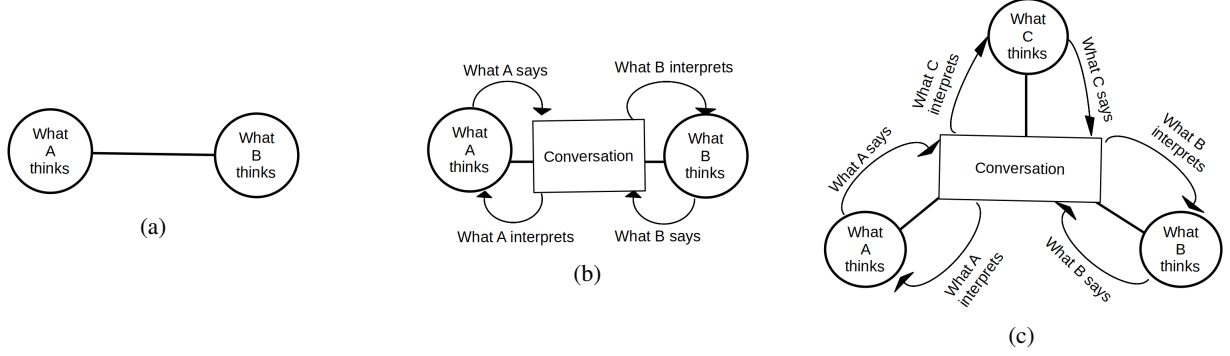 What
A
thinks
What
B
thinks
(a)
What A says
What B interprets
What
A
thinks
Conversation
What
B
thinks
What A interprets
What B says
(b)
What
C
thinks
What C
interprets
What C says
What A says
What B
interprets
Conversation
What
A
thinks
What A
interprets
What B says
What
B
thinks
(c)